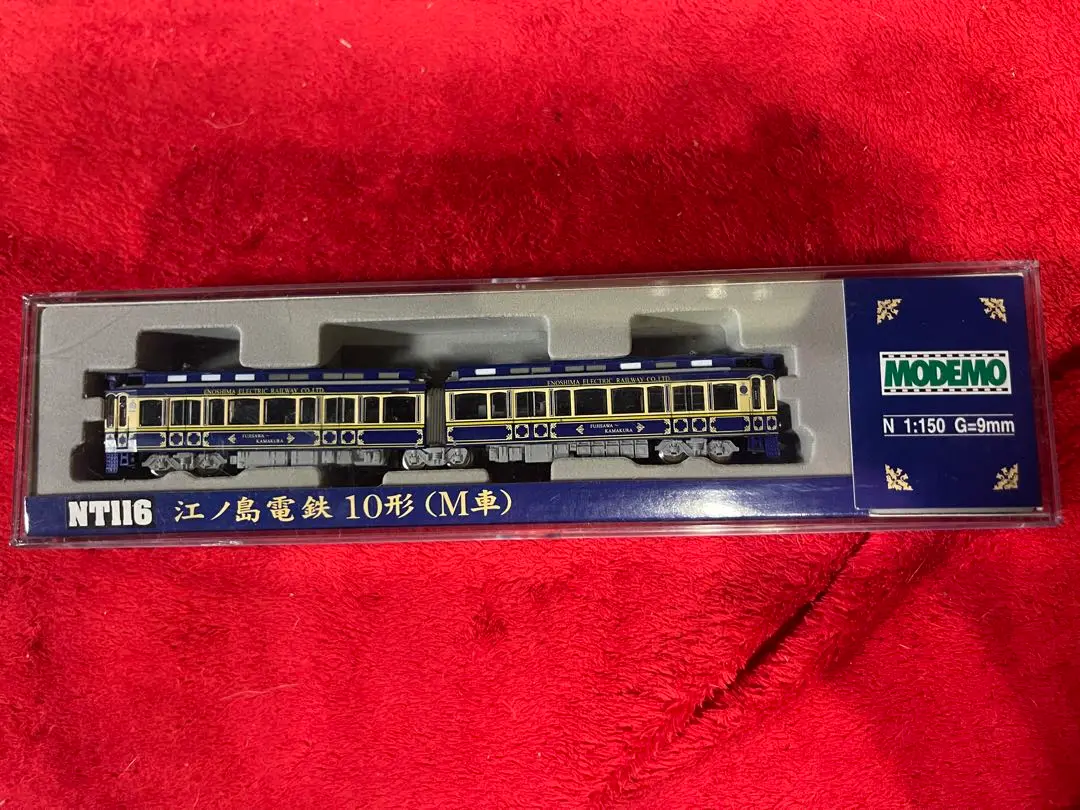 ENOSHIMA ELECTRIC RAILWAY CO.,LTD.
ENOSHIMA ELECTRIC RAILWAY CO.,LTD.
FUJISAWA～
KAMAKURA
FUJISAWA～
KAMAKURA
MODEMO
N 1:150 G=9mm
NT116 江ノ島電鉄 10形(M車)